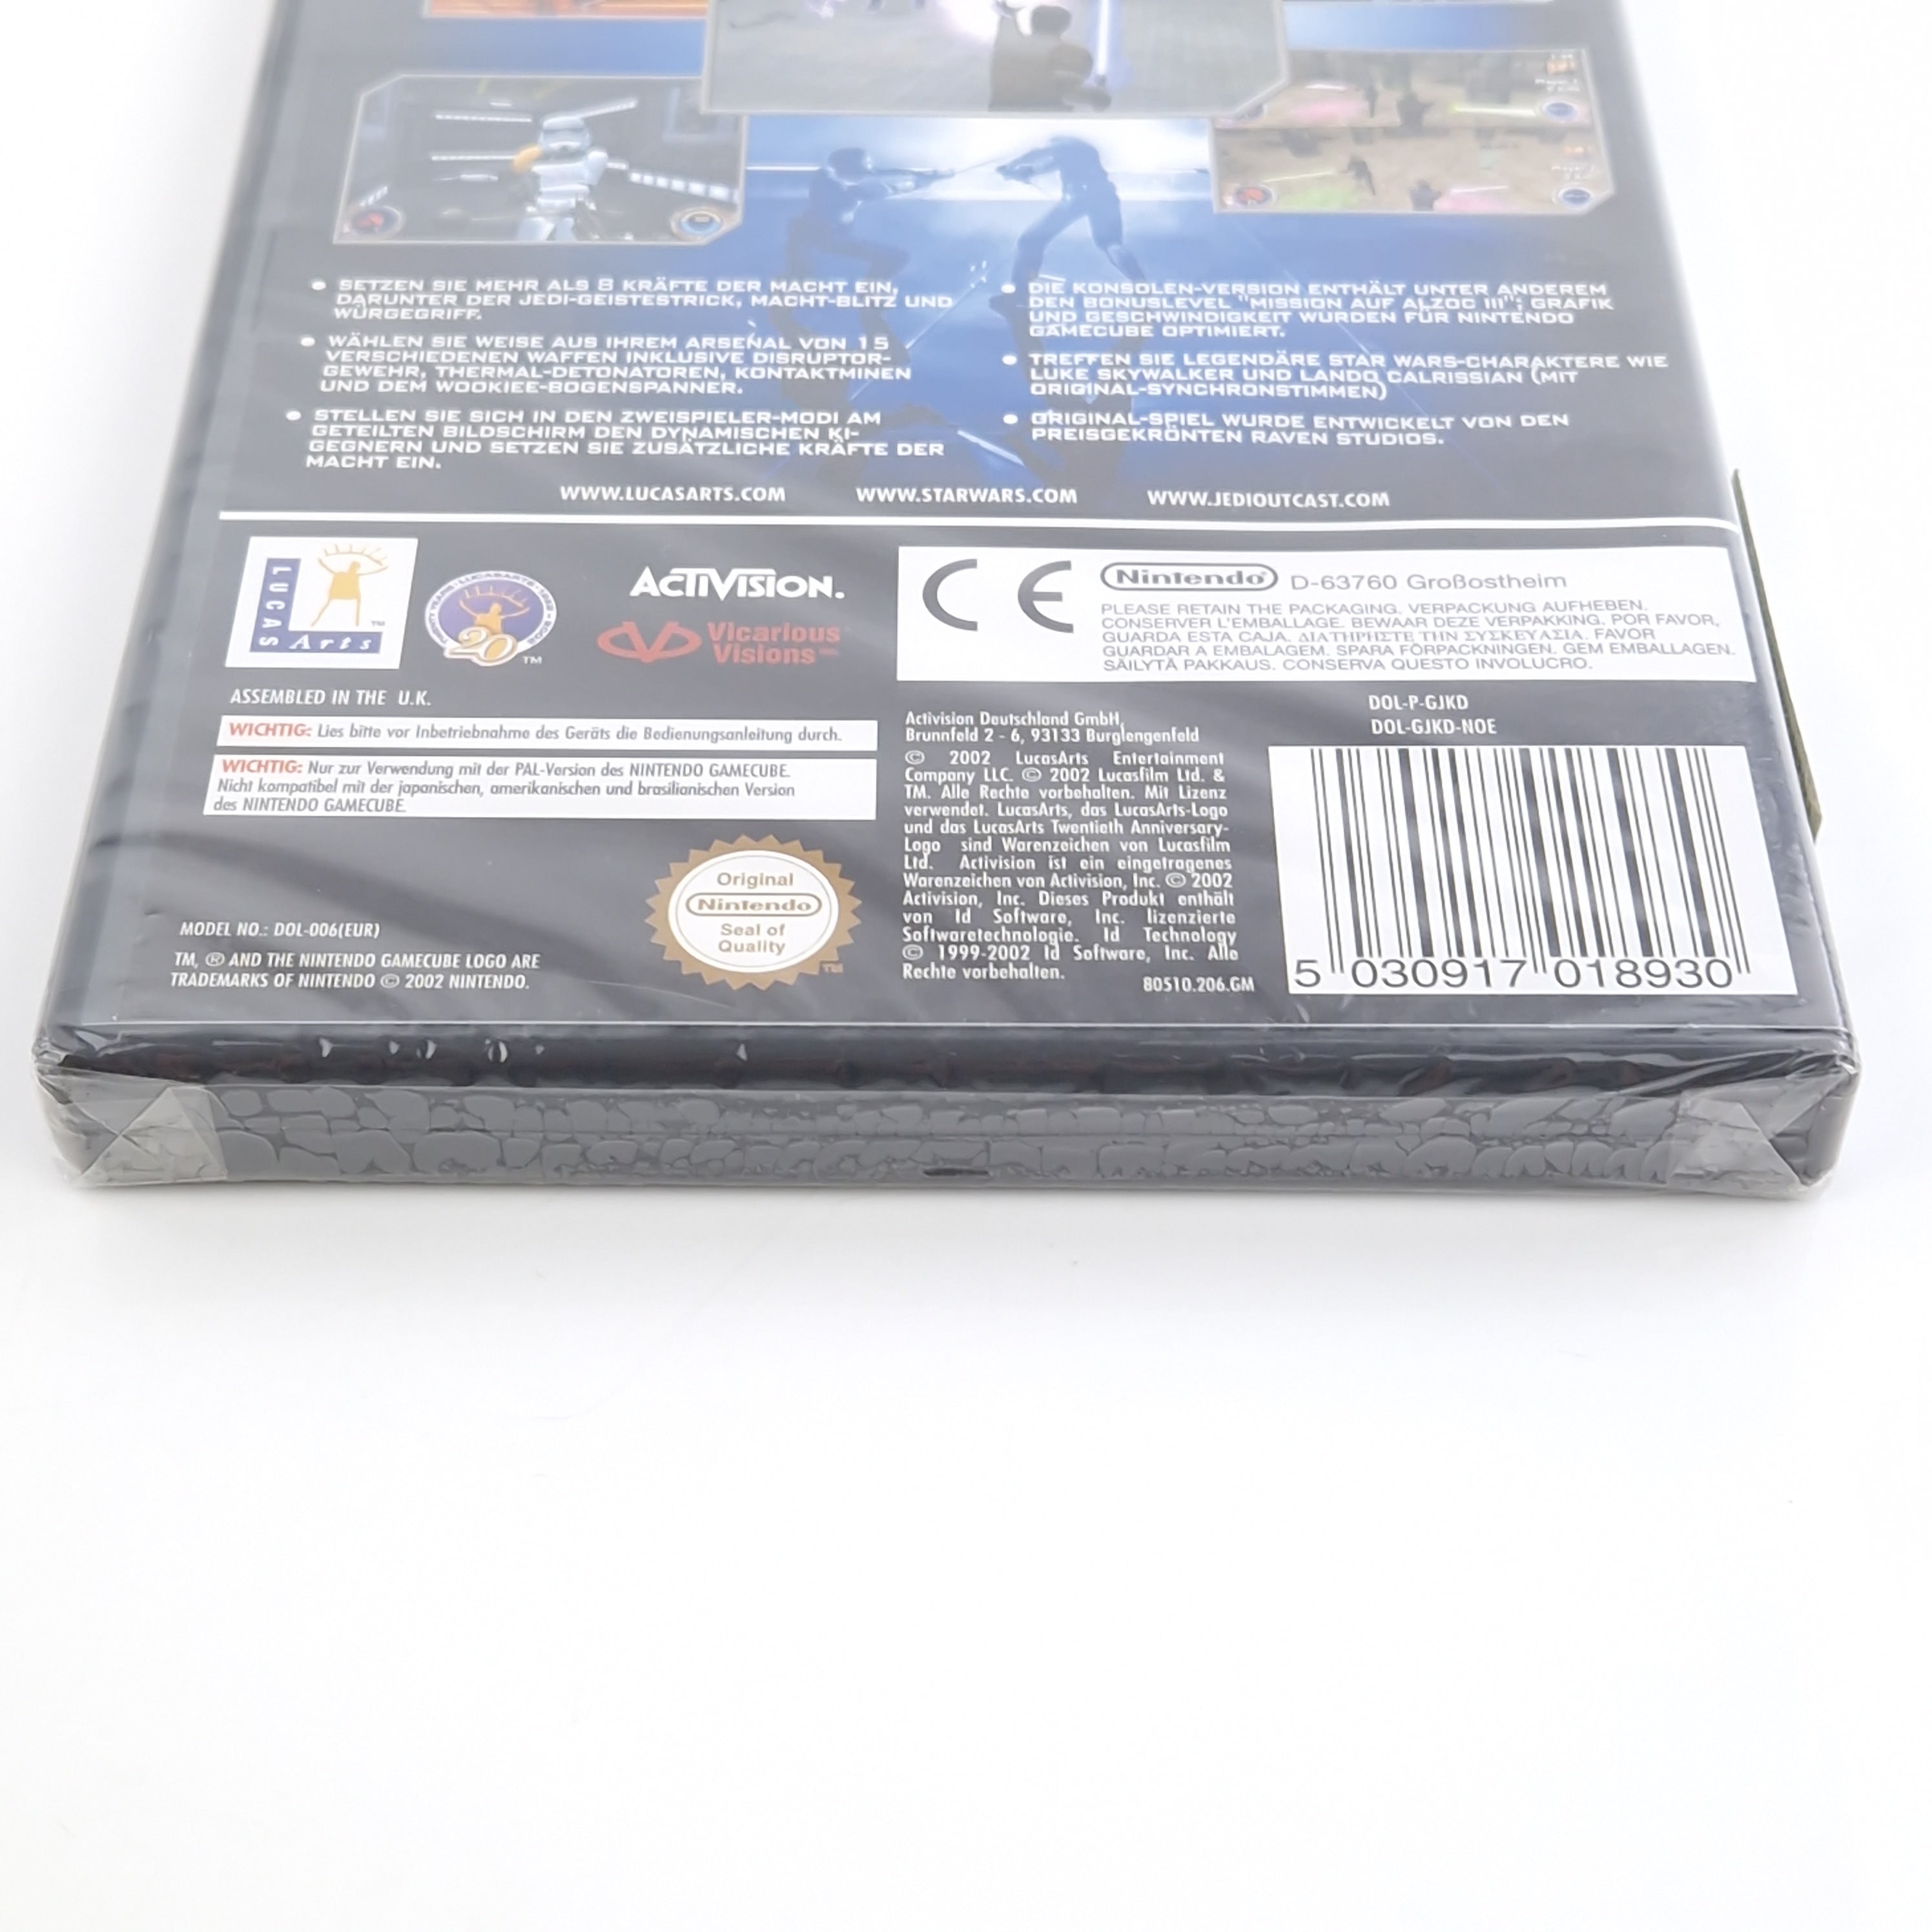 SETZEN SIE MEHR ALS 8 KRÄFTE DER MACHT EIN,
DARUNTER DER JEDI-GEISTESTRICK, MACHT-BLITZ UND
WÜRGEGRIFF.
WÄHLEN SIE WEISE AUS IHREM ARSENAL VON 15
VERSCHIEDENEN WAFFEN INKLUSIVE DISRUPTOR-
GEWEHR, THERMAL-DETONATOREN, KONTAKTMINEN
UND DEM WOOKIEE-BOGENSPANNER.
STELLEN SIE SICH IN DEN ZWEISPIELER-MODI AM
GETEILTEN BILDSCHIRM DEN DYNAMISCHEN KI-
GEGNERN UND SETZEN SIE ZUSÄTZLICHE KRÄFTE DER
MACHT EIN.
DIE KONSOLEN-VERSION ENTHÄLT UNTER ANDEREM
DEN BONUSLEVEL "MISSION AUF ALZOC III"; GRAFIK
UND GESCHWINDIGKEIT WURDEN FÜR NINTENDO
GAMECUBE OPTIMIERT.
TREFFEN SIE LEGENDÄRE STAR WARS-CHARAKTERE WIE
LUKE SKYWALKER UND LANDO CALRISSIAN (MIT
ORIGINAL-SYNCHRONSTIMMEN)
ORIGINAL-SPIEL WURDE ENTWICKELT VON DEN
PREISGEKRÖNTEN RAVEN STUDIOS.
WWW.LUCASARTS.COM WWW.STARWARS.COM WWW.JEDIOUTCAST.COM
LUCAS
Arts ™
20 ™
ACTIVISION.
Vicarious
Visions
CE
Nintendo® D-63760 Großostheim
PLEASE RETAIN THE PACKAGING. VERPACKUNG AUFHEBEN.
CONSERVER L'EMBALLAGE. BEWAAR DEZE VERPAKKING. POR FAVOR,
GUARDA ESTA CAJA. ΔΙΑΤΗΡΗΣΤΕ ΤΗΝ ΣΥΣΚΕΥΑΣΙΑ. FAVOR
GUARDAR A EMBALAGEM. SPARA FÖRPACKNINGEN. GEM EMBALLAGEN.
SÄILYTÄ PAKKAUS. CONSERVA QUESTO INVOLUCRO.
ASSEMBLED IN THE U.K.
WICHTIG: Lies bitte vor Inbetriebnahme des Geräts die Bedienungsanleitung durch.
WICHTIG: Nur zur Verwendung mit der PAL-Version des NINTENDO GAMECUBE.
Nicht kompatibel mit der japanischen, amerikanischen und brasilianischen Version
des NINTENDO GAMECUBE.
Original
Nintendo
Seal of
Quality
™
MODEL NO.: DOL-006(EUR)
TM, ® AND THE NINTENDO GAMECUBE LOGO ARE
TRADEMARKS OF NINTENDO © 2002 NINTENDO.
Activision Deutschland GmbH,
Brunnfeld 2 - 6, 93133 Burglengenfeld
© 2002 LucasArts Entertainment
Company LLC. © 2002 Lucasfilm Ltd. &
TM. Alle Rechte vorbehalten. Mit Lizenz
verwendet. LucasArts, das LucasArts-Logo
und das LucasArts Twentieth Anniversary-
Logo sind Warenzeichen von Lucasfilm
Ltd. Activision ist ein eingetragenes
Warenzeichen von Activision, Inc. © 2002
Activision, Inc. Dieses Produkt enthält
von Id Software, Inc. lizenzierte
Softwaretechnologie. Id Technology
© 1999-2002 Id Software, Inc. Alle
Rechte vorbehalten.
80510.206.GM
DOL-P-GJKD
DOL-GJKD-NOE
5 030917 018930